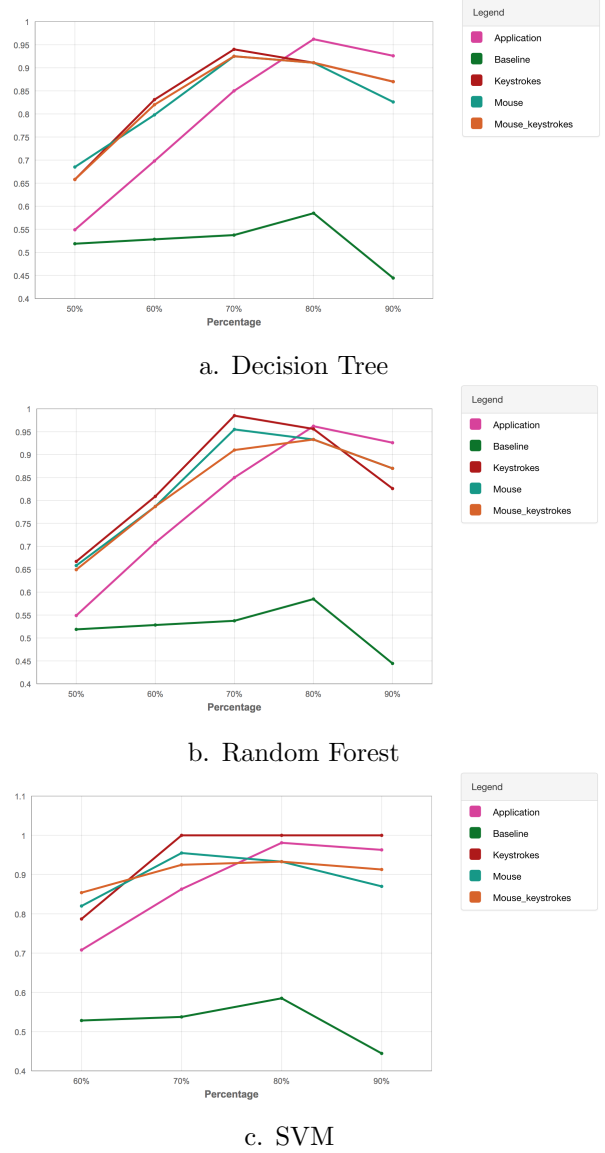 Legend
Application
Baseline
Keystrokes
Mouse
Mouse_keystrokes
1
0.95
0.9
0.85
0.8
0.75
0.7
0.65
0.6
0.55
0.5
0.45
0.4
50% 60% 70% 80% 90%
Percentage
a. Decision Tree
Legend
Application
Baseline
Keystrokes
Mouse
Mouse_keystrokes
1
0.95
0.9
0.85
0.8
0.75
0.7
0.65
0.6
0.55
0.5
0.45
0.4
50% 60% 70% 80% 90%
Percentage
b. Random Forest
Legend
Application
Baseline
Keystrokes
Mouse
Mouse_keystrokes
1.1
1
0.9
0.8
0.7
0.6
0.5
0.4
60% 70% 80% 90%
Percentage
c. SVM